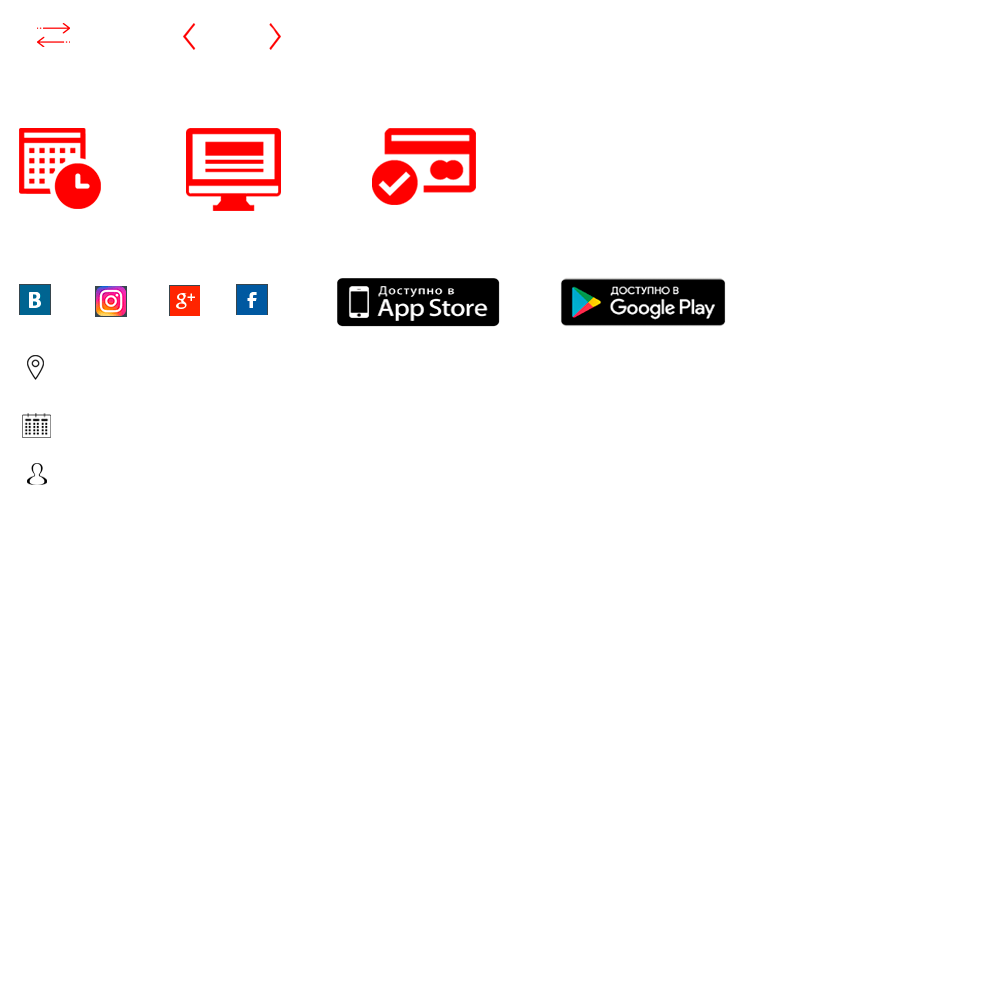 B
g+
f
Доступно в
App Store
ДОСТУПНО В
Google Play